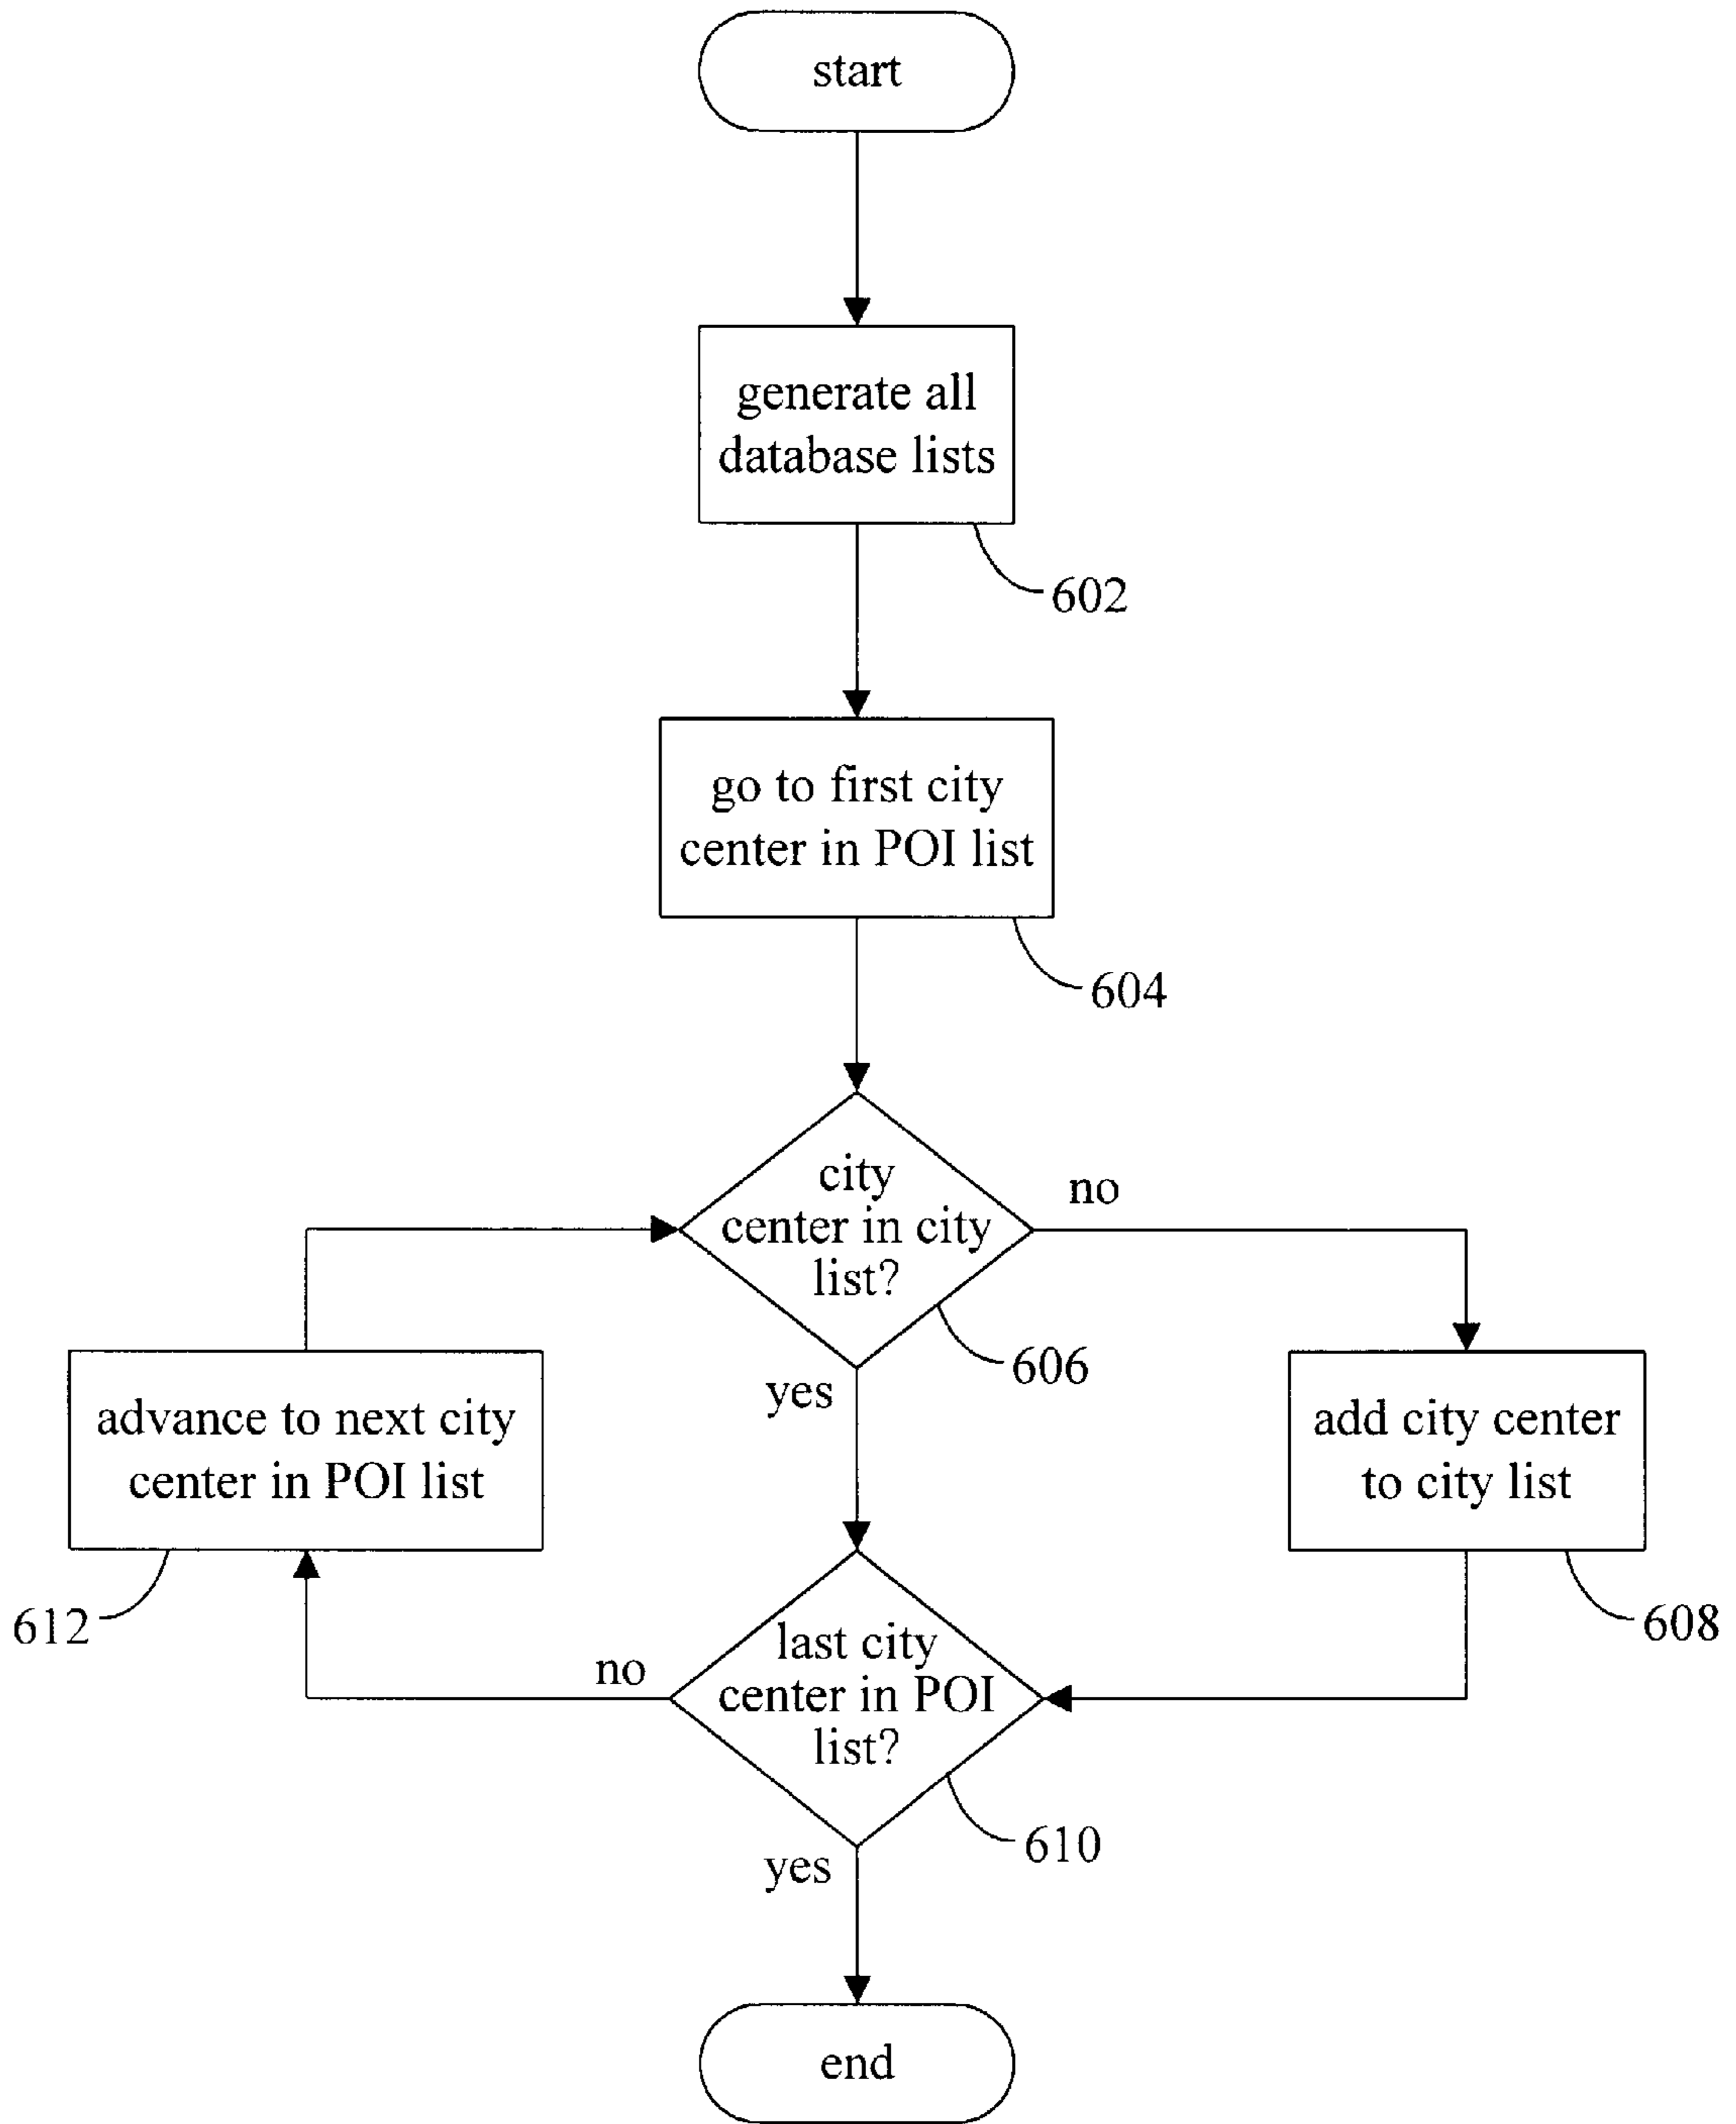 start
generate all
database lists
602
go to first city
center in POI list
604
city
center in city
list?
no
606
yes
advance to next city
center in POI list
612
add city center
to city list
608
last city
center in POI
list?
no
610
yes
end